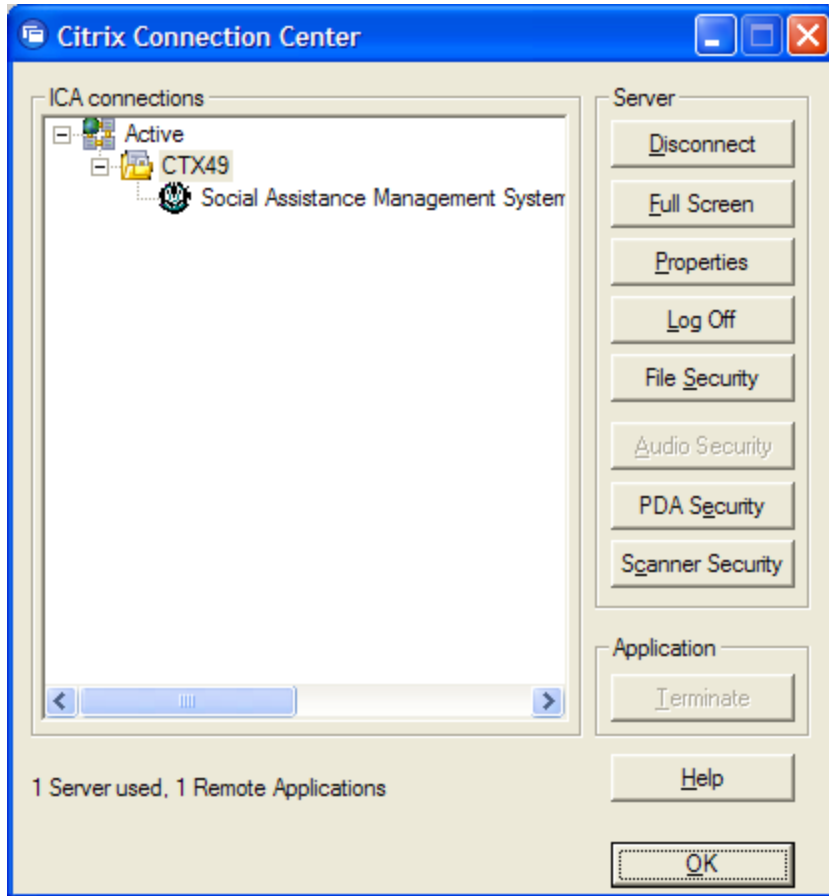 Citrix Connection Center
ICA connections
Active
CTX49
Social Assistance Management System
Server
Disconnect
Full Screen
Properties
Log Off
File Security
Audio Security
PDA Security
Scanner Security
Application
Terminate
1 Server used, 1 Remote Applications
Help
OK